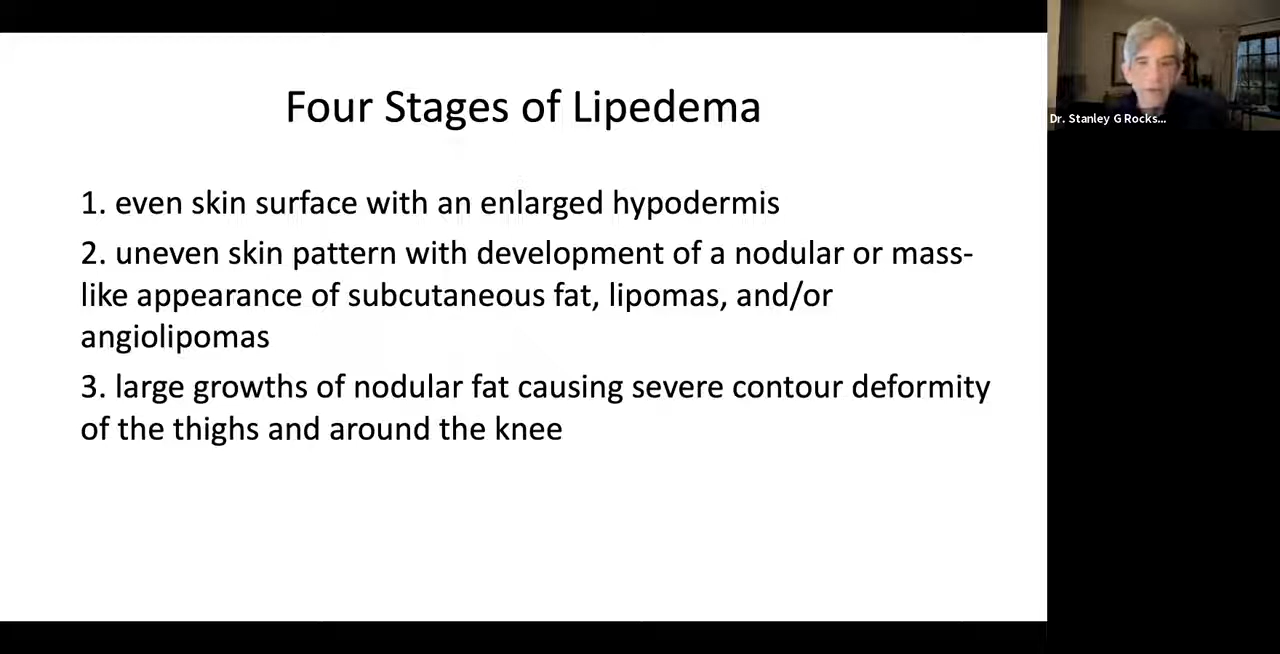 Four Stages of Lipedema
Dr. Stanley G Rocks...
1. even skin surface with an enlarged hypodermis
2. uneven skin pattern with development of a nodular or mass-
like appearance of subcutaneous fat, lipomas, and/or
angiolipomas
3. large growths of nodular fat causing severe contour deformity
of the thighs and around the knee